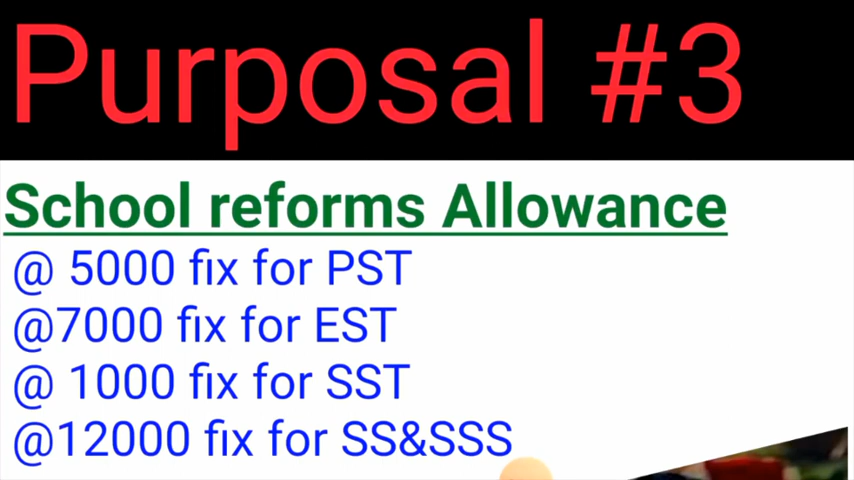 Purposal #3
School reforms Allowance
@ 5000 fix for PST
@7000 fix for EST
@ 1000 fix for SST
@12000 fix for SS&SSS